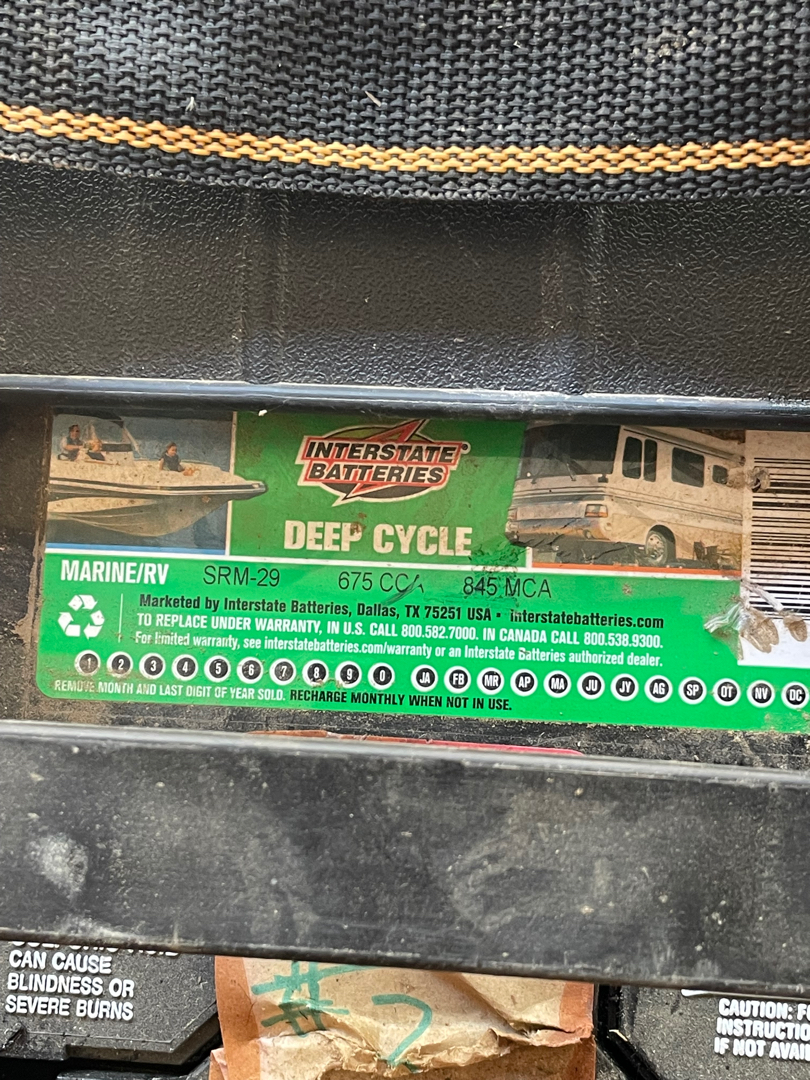 INTERSTATE
BATTERIES®
DEEP CYCLE
MARINE/RV SRM-29 675 CCA 845 MCA
Marketed by Interstate Batteries, Dallas, TX 75251 USA • interstatebatteries.com
TO REPLACE UNDER WARRANTY, IN U.S. CALL 800.582.7000. IN CANADA CALL 800.538.9300.
For limited warranty, see interstatebatteries.com/warranty or an Interstate Batteries authorized dealer.
1 2 3 4 5 6 7 8 9 0 JA FB MR AP MA JU JY AG SP OT NV DC
REMOVE MONTH AND LAST DIGIT OF YEAR SOLD. RECHARGE MONTHLY WHEN NOT IN USE.
CAN CAUSE
BLINDNESS OR
SEVERE BURNS
#2
CAUTION:
INSTRUCTIO
IF NOT AVAI